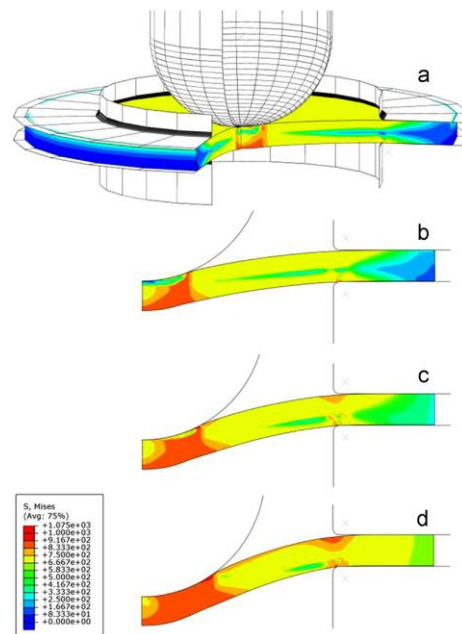 a
b
c
d
S, Mises
(Avg: 75%)
+1.075e+03
+1.000e+03
+9.167e+02
+8.333e+02
+7.500e+02
+6.667e+02
+5.833e+02
+5.000e+02
+4.167e+02
+3.333e+02
+2.500e+02
+1.667e+02
+8.333e+01
+0.000e+00